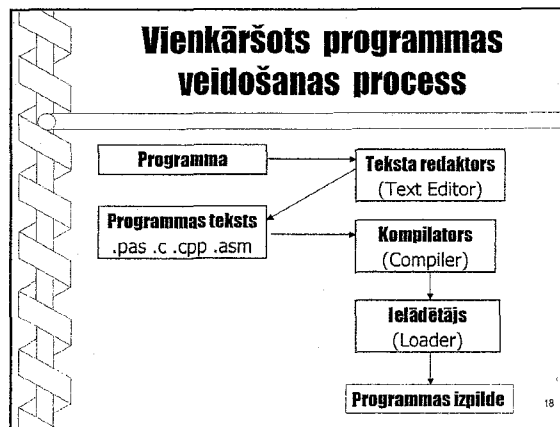 Vienkāršots programmas
veidošanas process
Programma
Teksta redaktors
(Text Editor)
Programmas teksts
.pas .c .cpp .asm
Kompilators
(Compiler)
Ielādētājs
(Loader)
Programmas izpilde
18